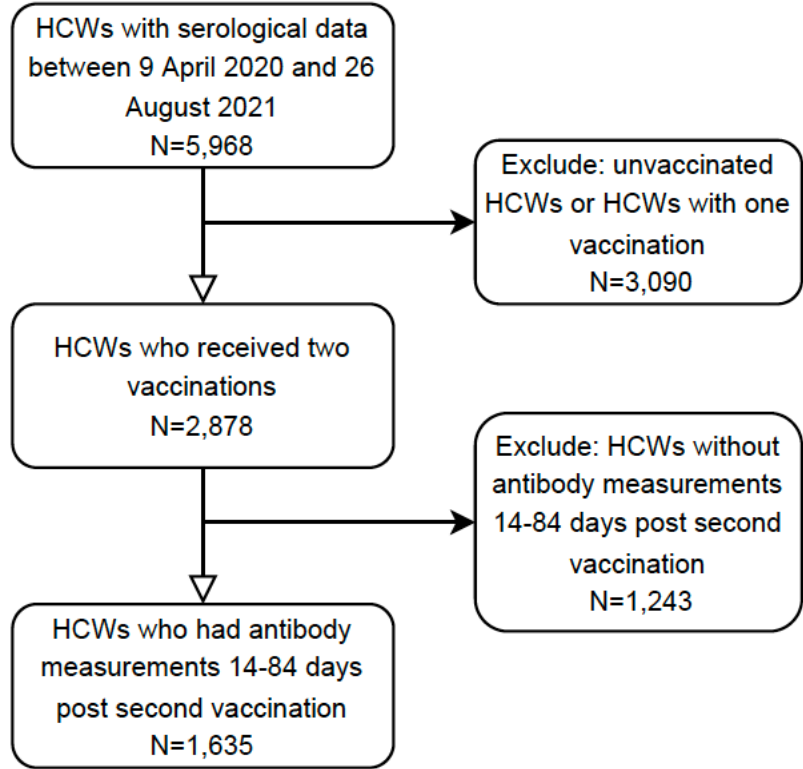 HCWs with serological data
between 9 April 2020 and 26
August 2021
N=5,968
Exclude: unvaccinated
HCWs or HCWs with one
vaccination
N=3,090
HCWs who received two
vaccinations
N=2,878
Exclude: HCWs without
antibody measurements
14-84 days post second
vaccination
N=1,243
HCWs who had antibody
measurements 14-84 days
post second vaccination
N=1,635